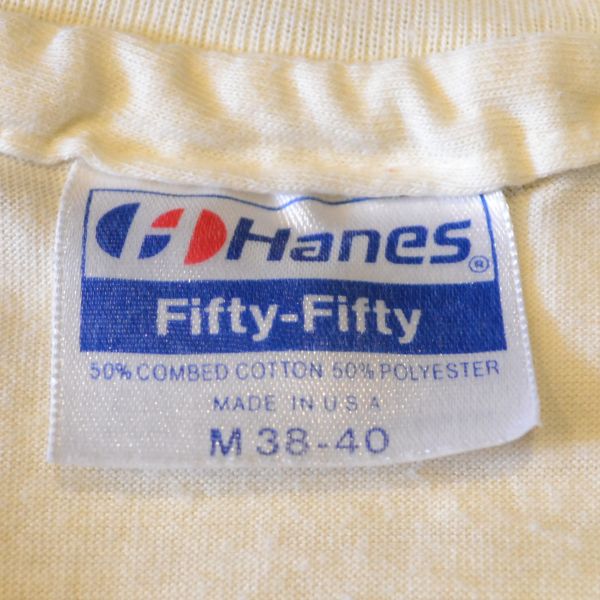 Hanes®
Fifty-Fifty
50% COMBED COTTON 50% POLYESTER
MADE IN U S A
M 38-40